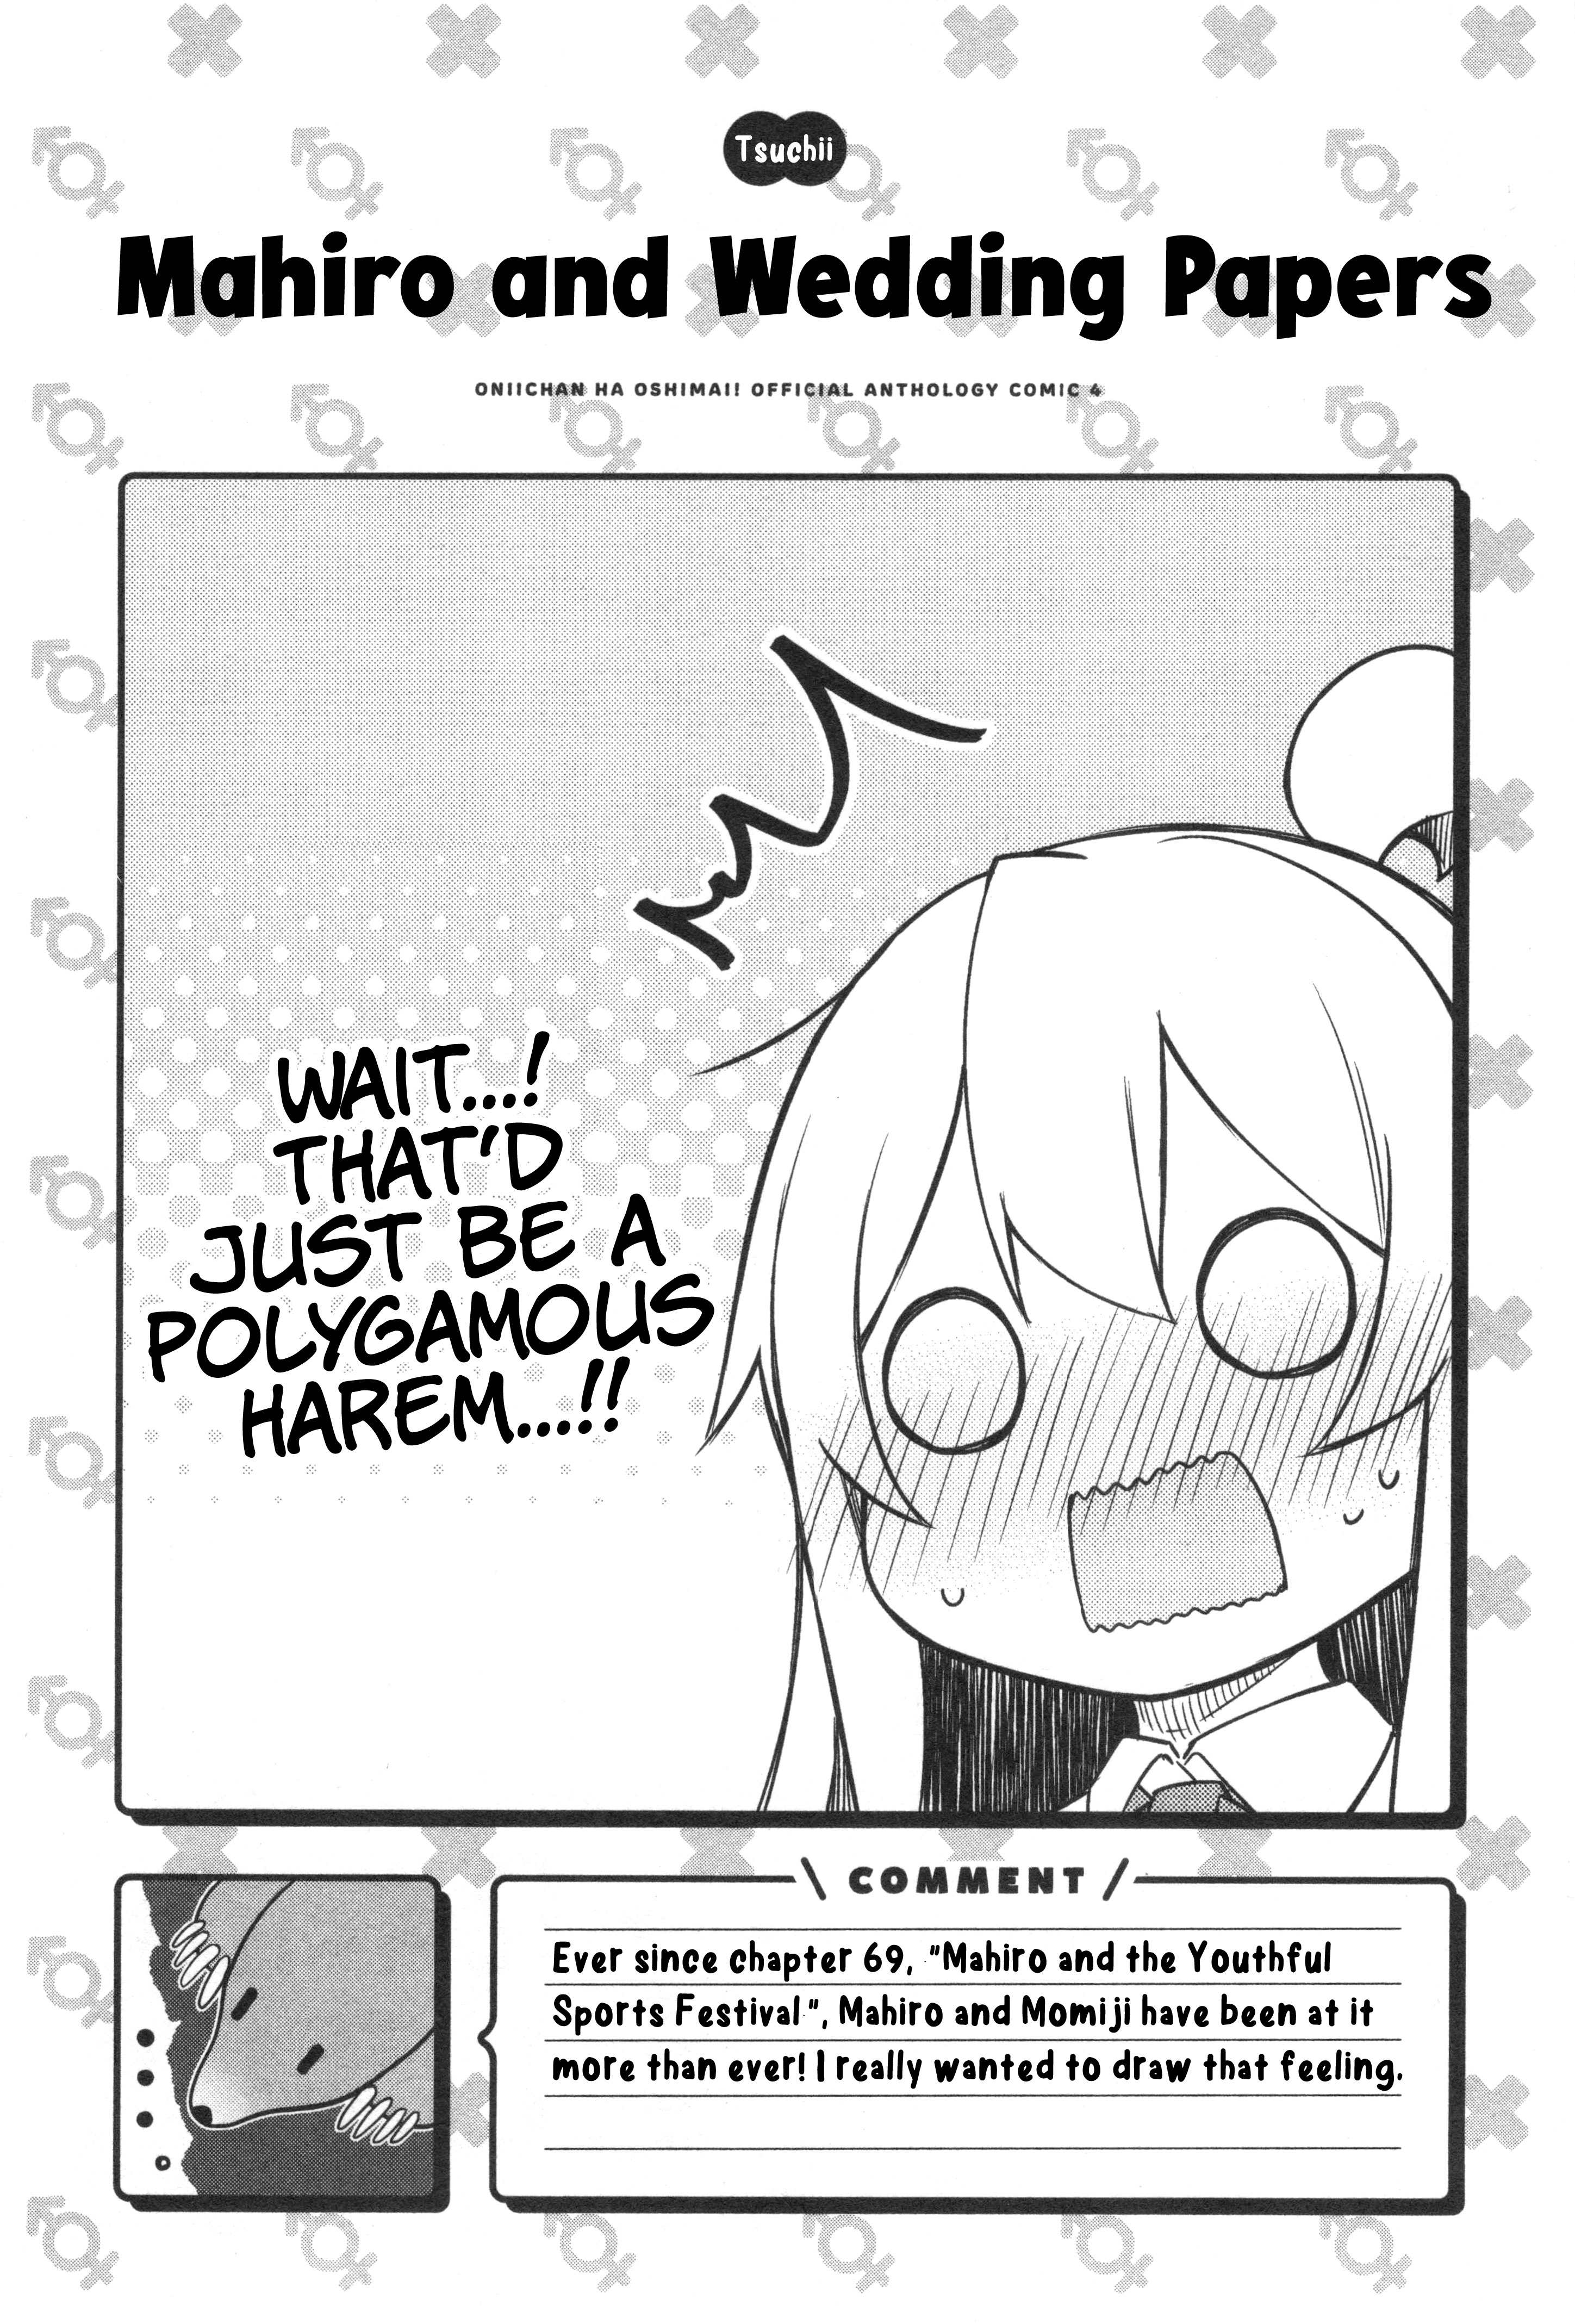 Tsuchii
Mahiro and Wedding Papers
ONIICHAN HA OSHIMAI! OFFICIAL ANTHOLOGY COMIC 4
WAIT...!
THAT'D
JUST BE A
POLYGAMOUS
HAREM...!!
COMMENT
Ever since chapter 69, "Mahiro and the Youthful
Sports Festival", Mahiro and Momiji have been at it
more than ever! I really wanted to draw that feeling.